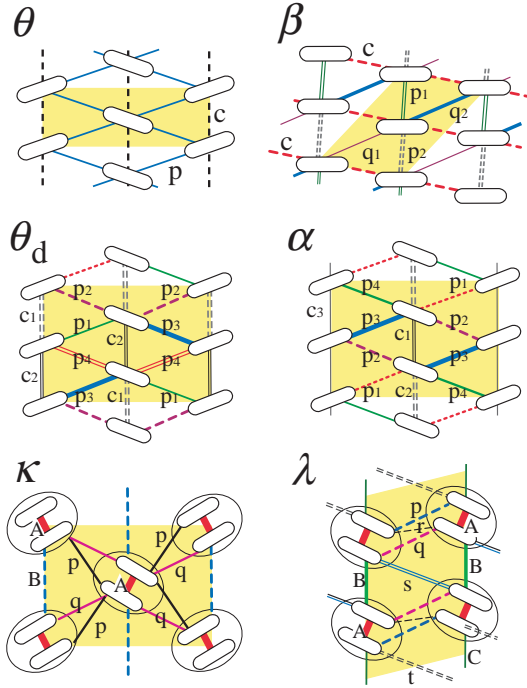 θ
β
c
p₁
c
q₂
c
q₁
p₂
p
θ_d
α
p₂
p₂
p₄
p₁
c₁
c₃
p₁
c₂
p₃
p₃
c₁
p₂
c₂
p₄
p₄
p₂
p₃
p₃
c₁
p₁
p₁
c₂
p₄
κ
λ
A
p
p
r
A
q
B
A
q
B
B
s
q
q
p
A
C
t